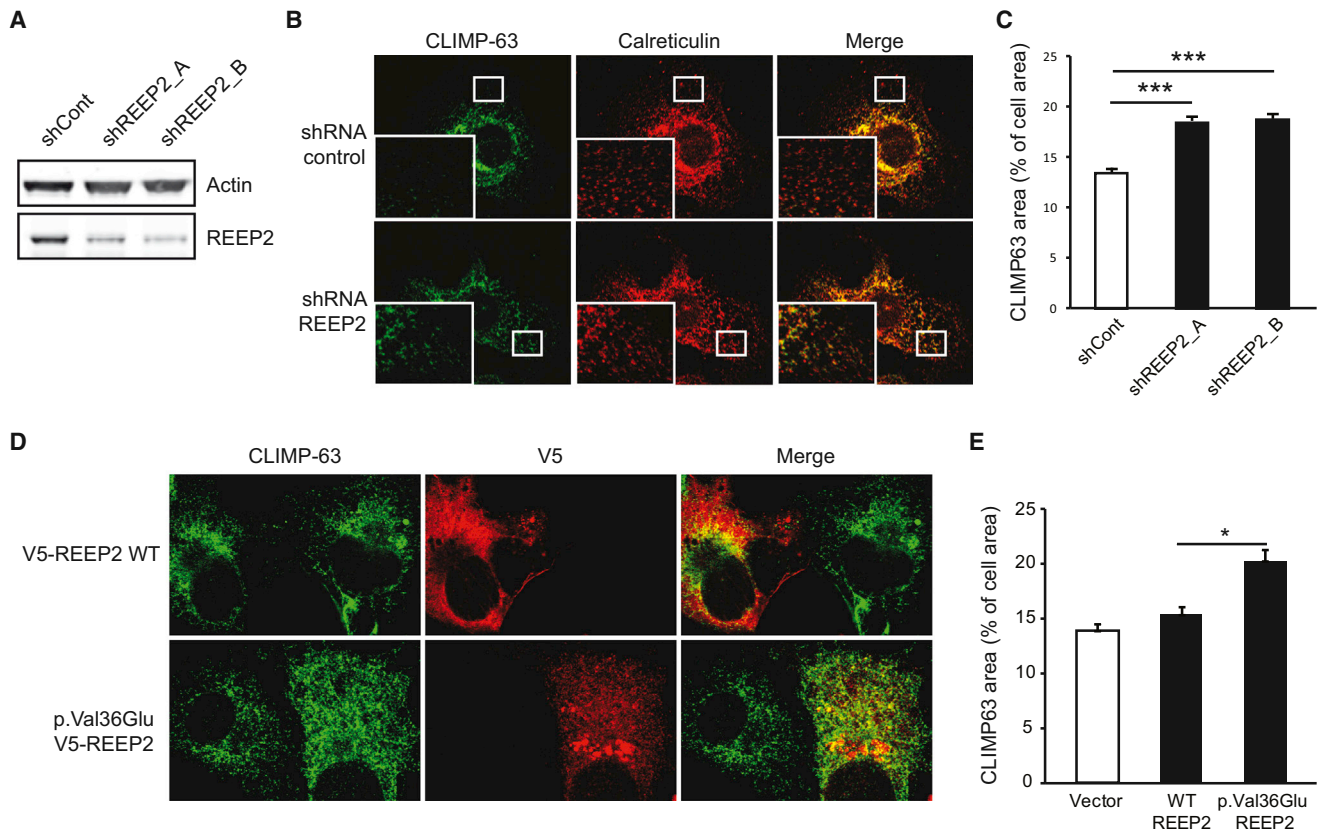 A
shCont
shREEP2_A
shREEP2_B
Actin
REEP2
B
CLIMP-63
Calreticulin
Merge
shRNA
control
shRNA
REEP2
C
CLIMP63 area (% of cell area)
25
20
15
10
5
0
***
***
shCont
shREEP2_A
shREEP2_B
D
CLIMP-63
V5
Merge
V5-REEP2 WT
p.Val36Glu
V5-REEP2
E
CLIMP63 area (% of cell area)
25
20
15
10
5
0
*
Vector
WT
REEP2
p.Val36Glu
REEP2